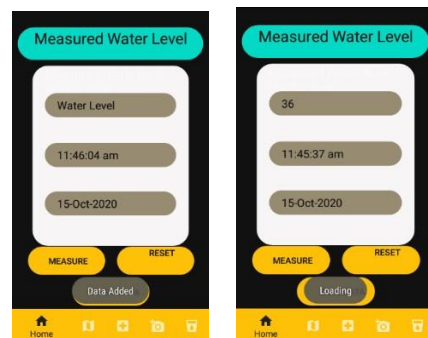 Measured Water Level
Water Level
11:46:04 am
15-Oct-2020
MEASURE
RESET
Data Added
Home
Measured Water Level
36
11:45:37 am
15-Oct-2020
MEASURE
RESET
Loading
Home